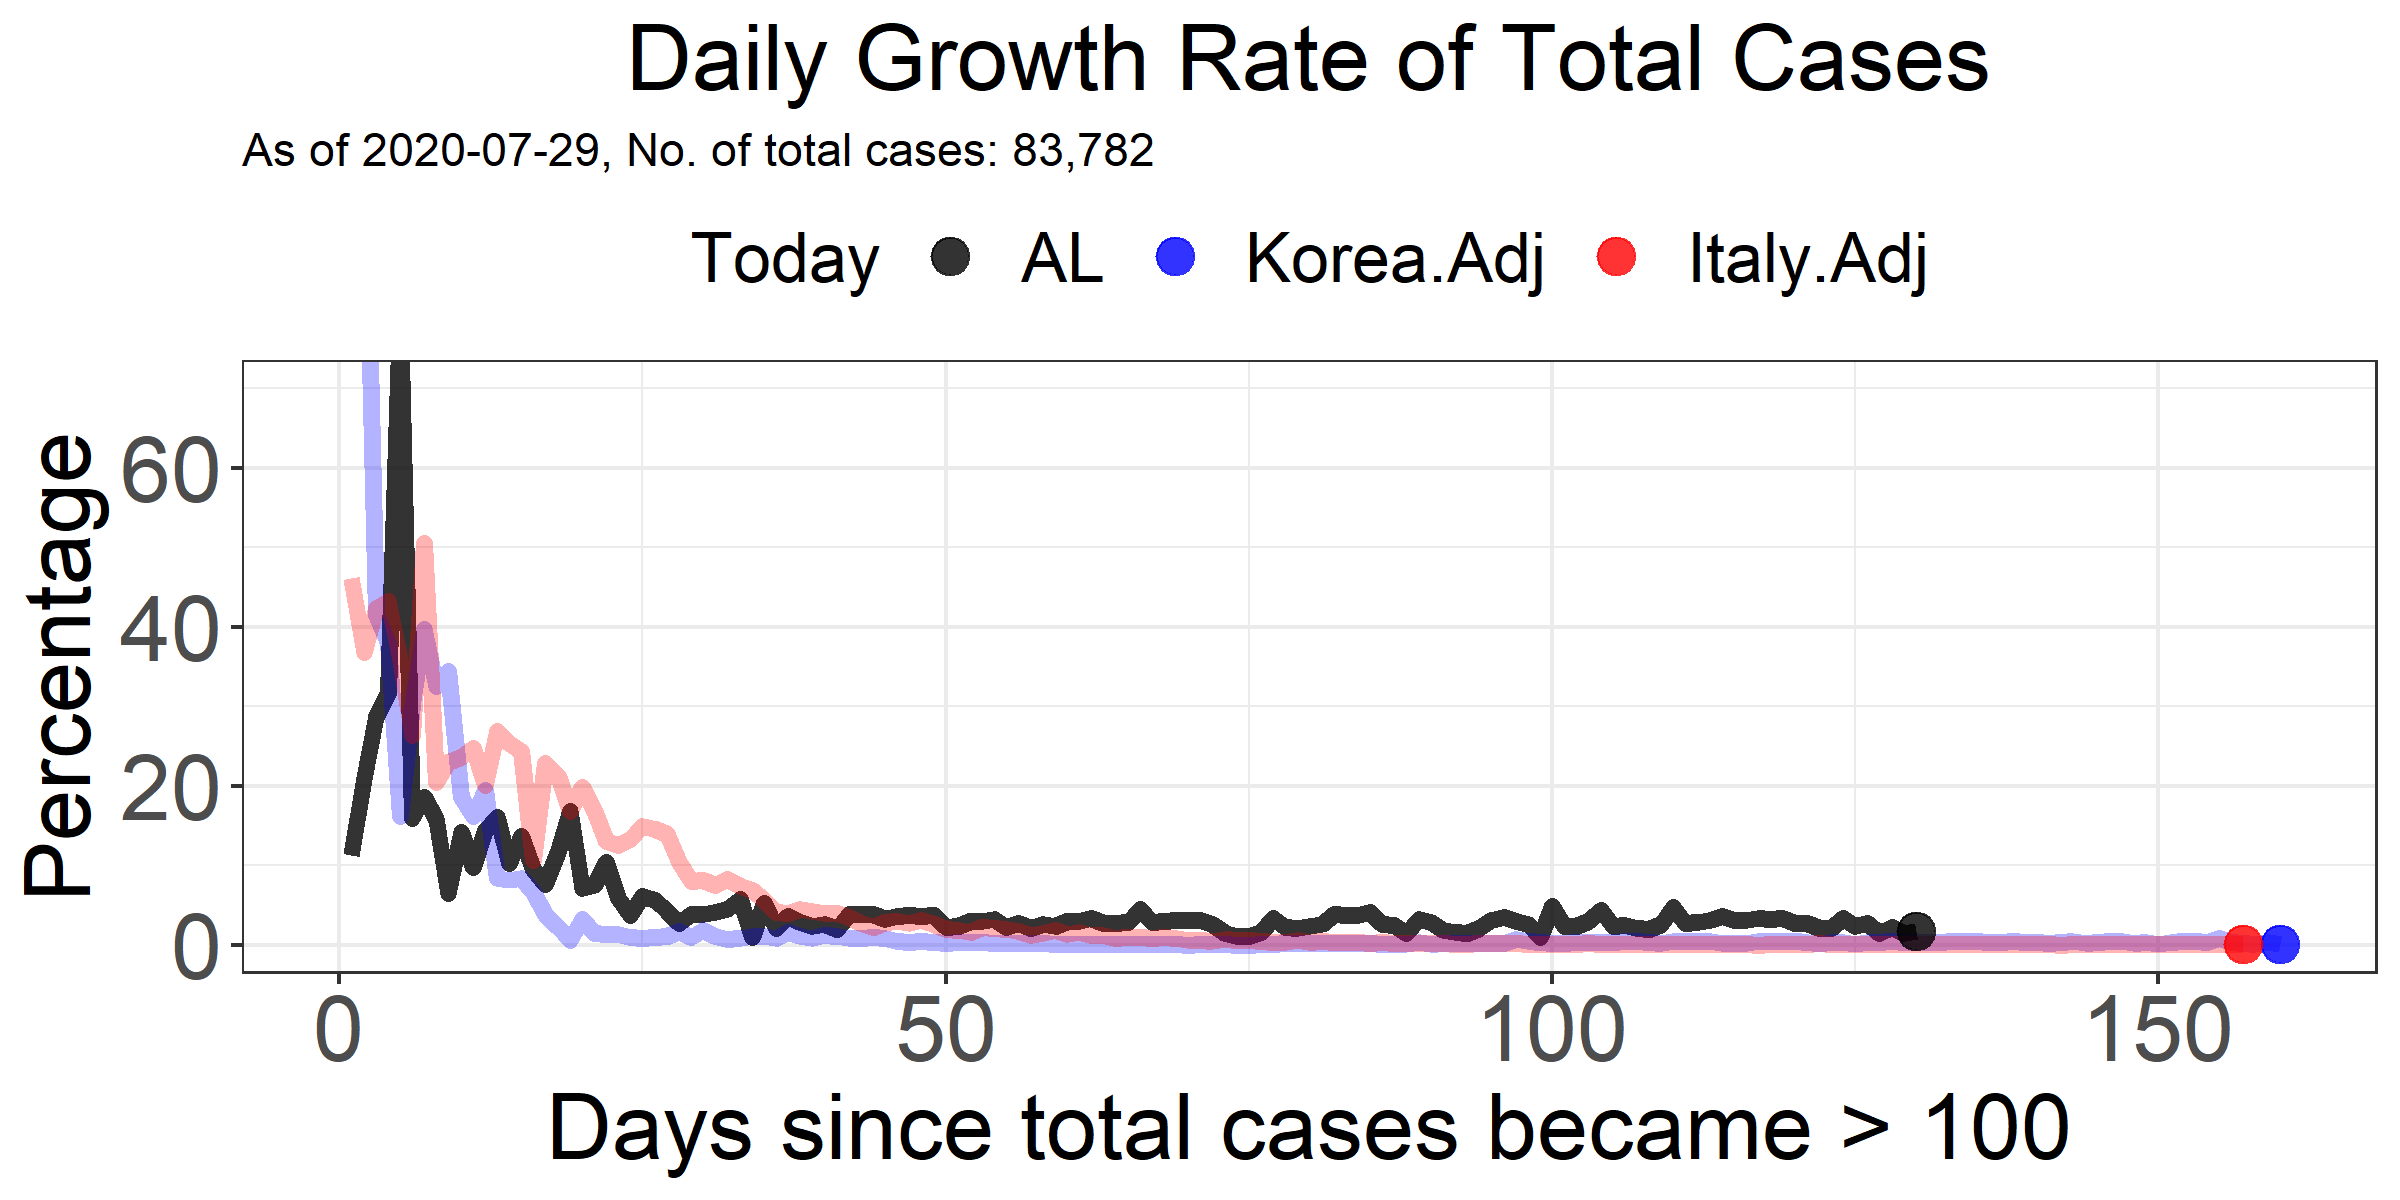 Daily Growth Rate of Total Cases
As of 2020-07-29, No. of total cases: 83,782
Today AL Korea.Adj Italy.Adj
Percentage
60
40
20
0
0 50 100 150
Days since total cases became > 100